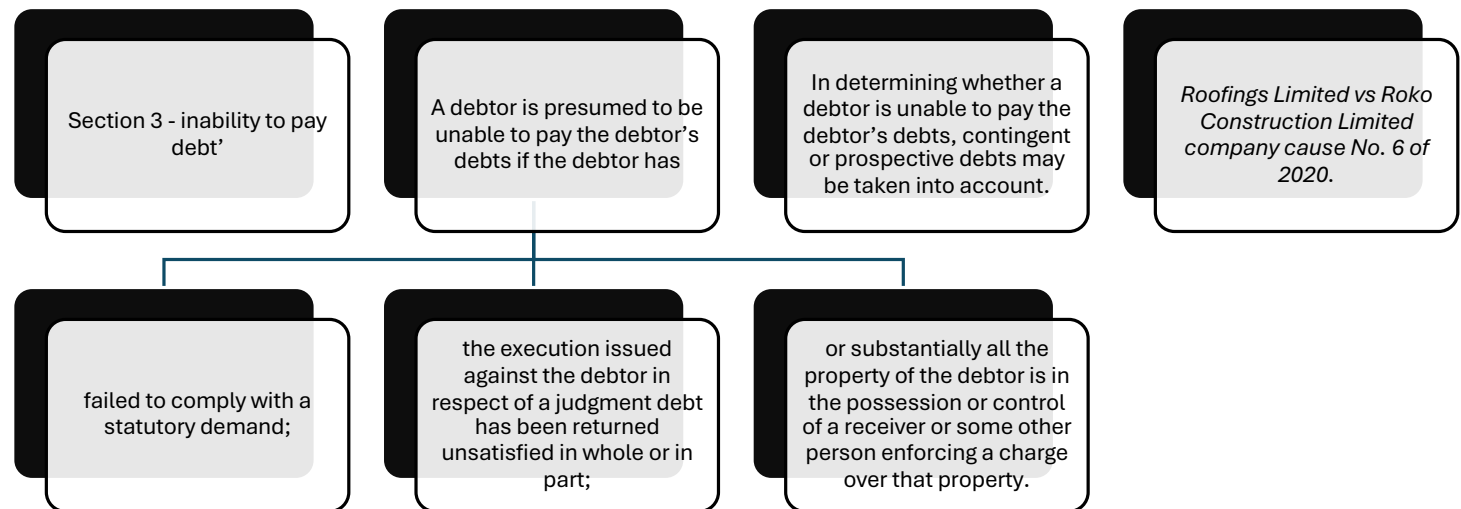 Section 3 - inability to pay
debt’
A debtor is presumed to be
unable to pay the debtor’s
debts if the debtor has
In determining whether a
debtor is unable to pay the
debtor’s debts, contingent
or prospective debts may
be taken into account.
Roofings Limited vs Roko
Construction Limited
company cause No. 6 of
2020.
failed to comply with a
statutory demand;
the execution issued
against the debtor in
respect of a judgment debt
has been returned
unsatisfied in whole or in
part;
or substantially all the
property of the debtor is in
the possession or control
of a receiver or some other
person enforcing a charge
over that property.